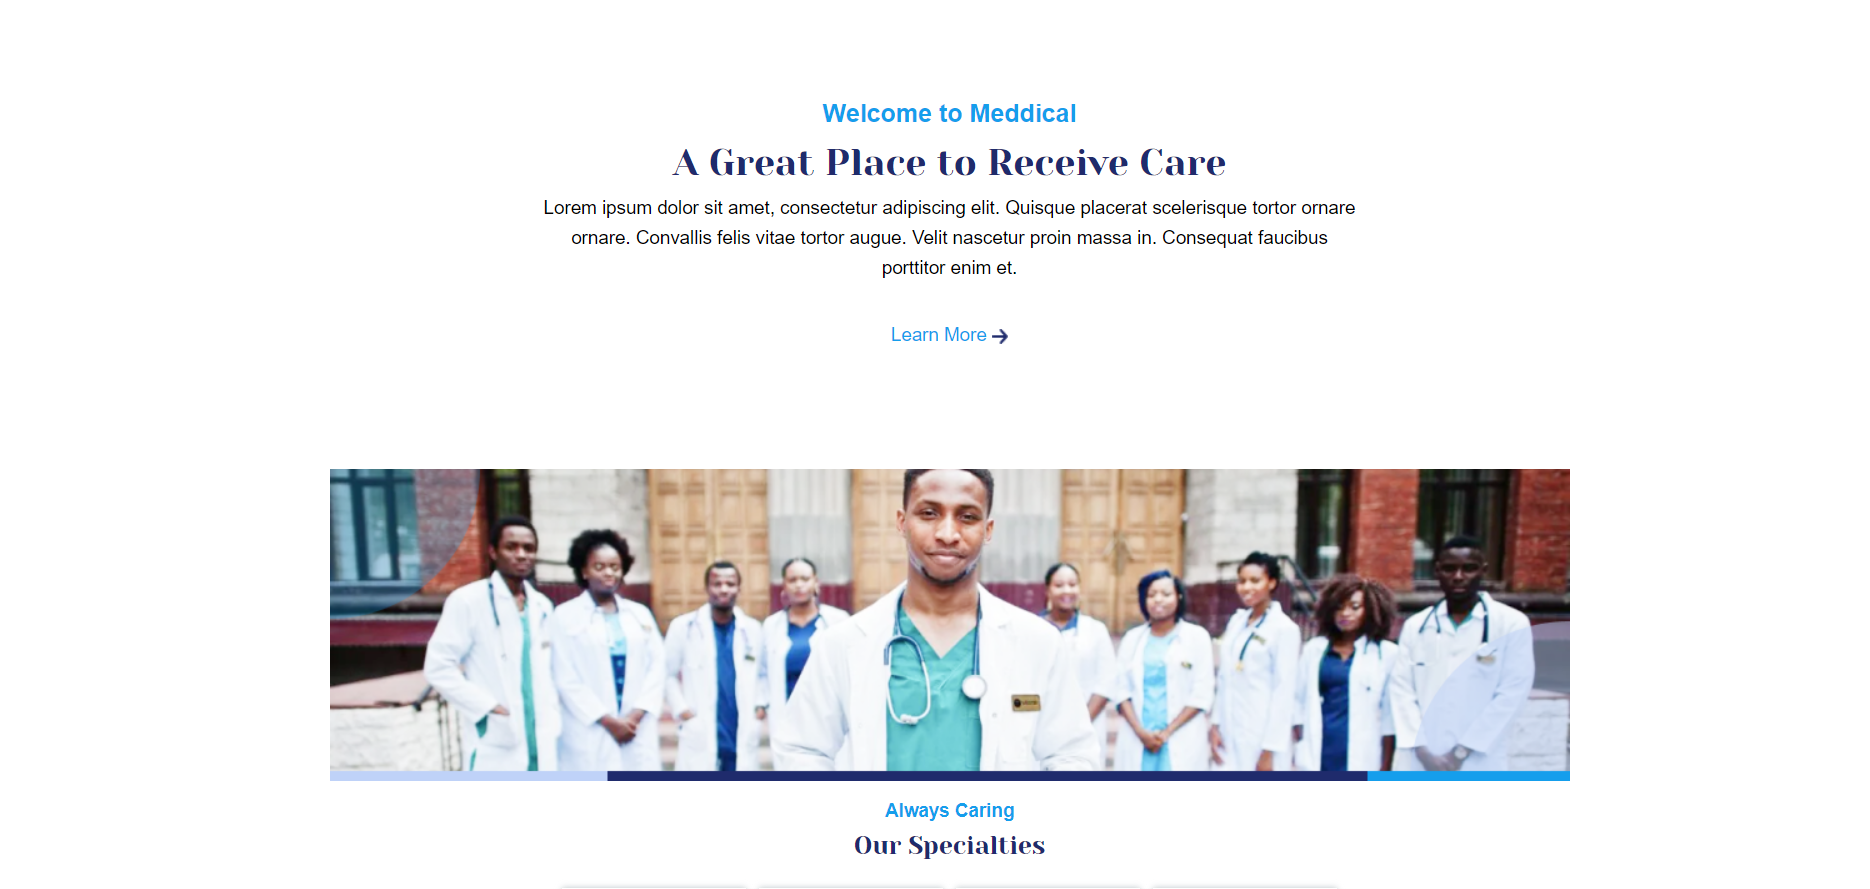 Welcome to Meddical
A Great Place to Receive Care
Lorem ipsum dolor sit amet, consectetur adipiscing elit. Quisque placerat scelerisque tortor ornare
ornare. Convallis felis vitae tortor augue. Velit nascetur proin massa in. Consequat faucibus
porttitor enim et.
Learn More
Always Caring
Our Specialties